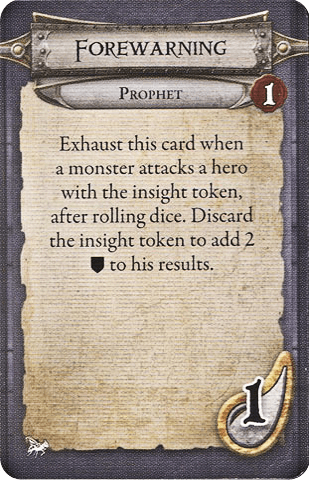 Forewarning
Prophet
1
Exhaust this card when
a monster attacks a hero
with the insight token,
after rolling dice. Discard
the insight token to add 2
to his results.
1